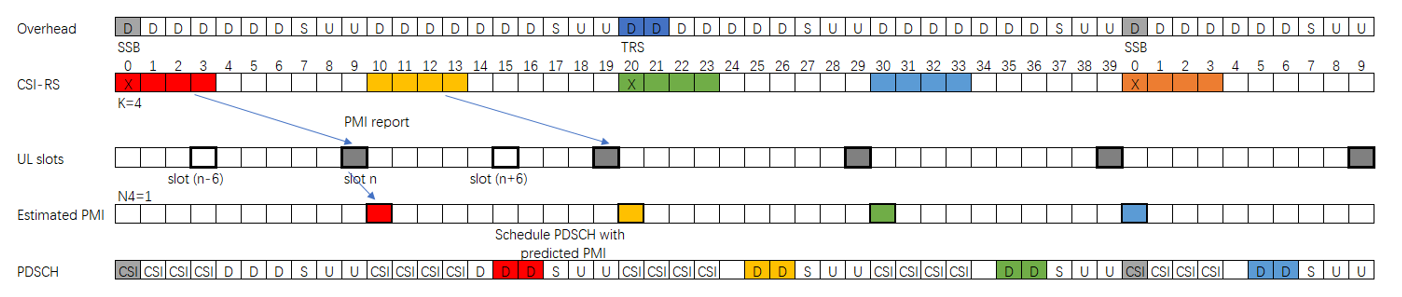 Overhead D D D D D D D S U U D D D D D D D S U U D D D D D D D S U U D D D D D D D S U U D D D D D D D S U U
SSB TRS SSB
0 1 2 3 4 5 6 7 8 9 10 11 12 13 14 15 16 17 18 19 20 21 22 23 24 25 26 27 28 29 30 31 32 33 34 35 36 37 38 39 0 1 2 3 4 5 6 7 8 9
CSI-RS X X X
K=4
PMI report
UL slots
slot (n-6) slot n slot (n+6)
N4=1
Estimated PMI
Schedule PDSCH with
predicted PMI
PDSCH CSI CSI CSI CSI D D D S U U CSI CSI CSI CSI D D D S U U CSI CSI CSI CSI D D S U U CSI CSI CSI CSI D D S U U CSI CSI CSI CSI D D S U U